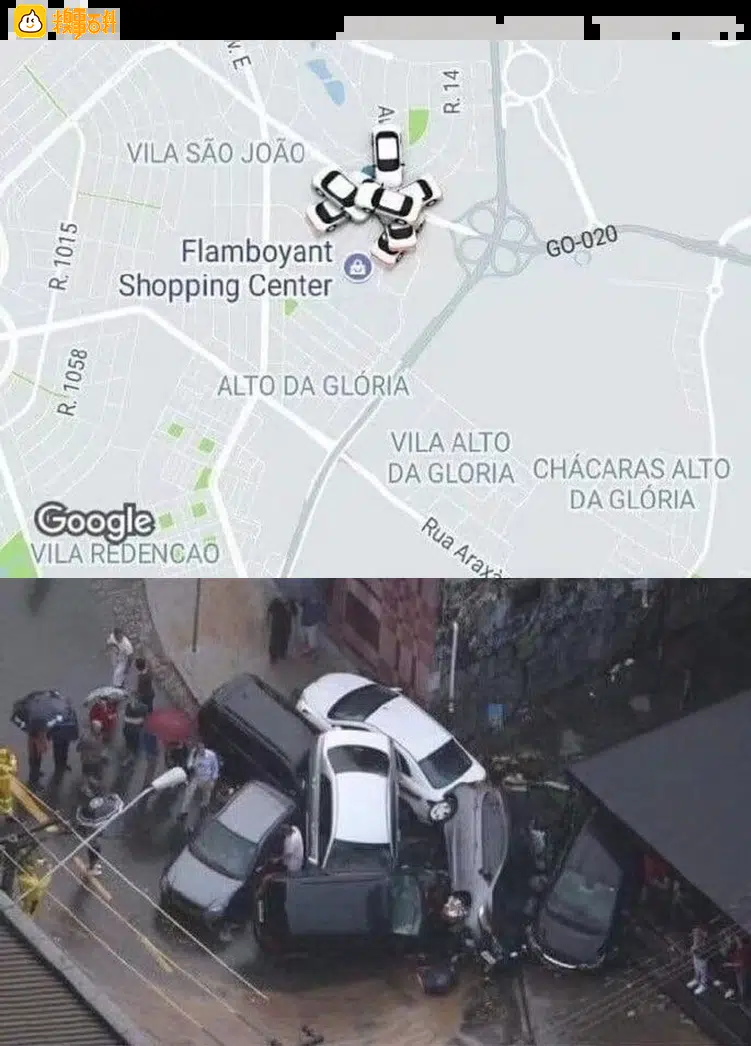 N. E
R. 14
VILA SÃO JOÃO
R. 1015
Flamboyant
Shopping Center
GO-020
R. 1058
ALTO DA GLÓRIA
VILA ALTO
DA GLORIA
CHÁCARAS ALTO
DA GLÓRIA
Google
Rua Araxá
VILA REDENCAO